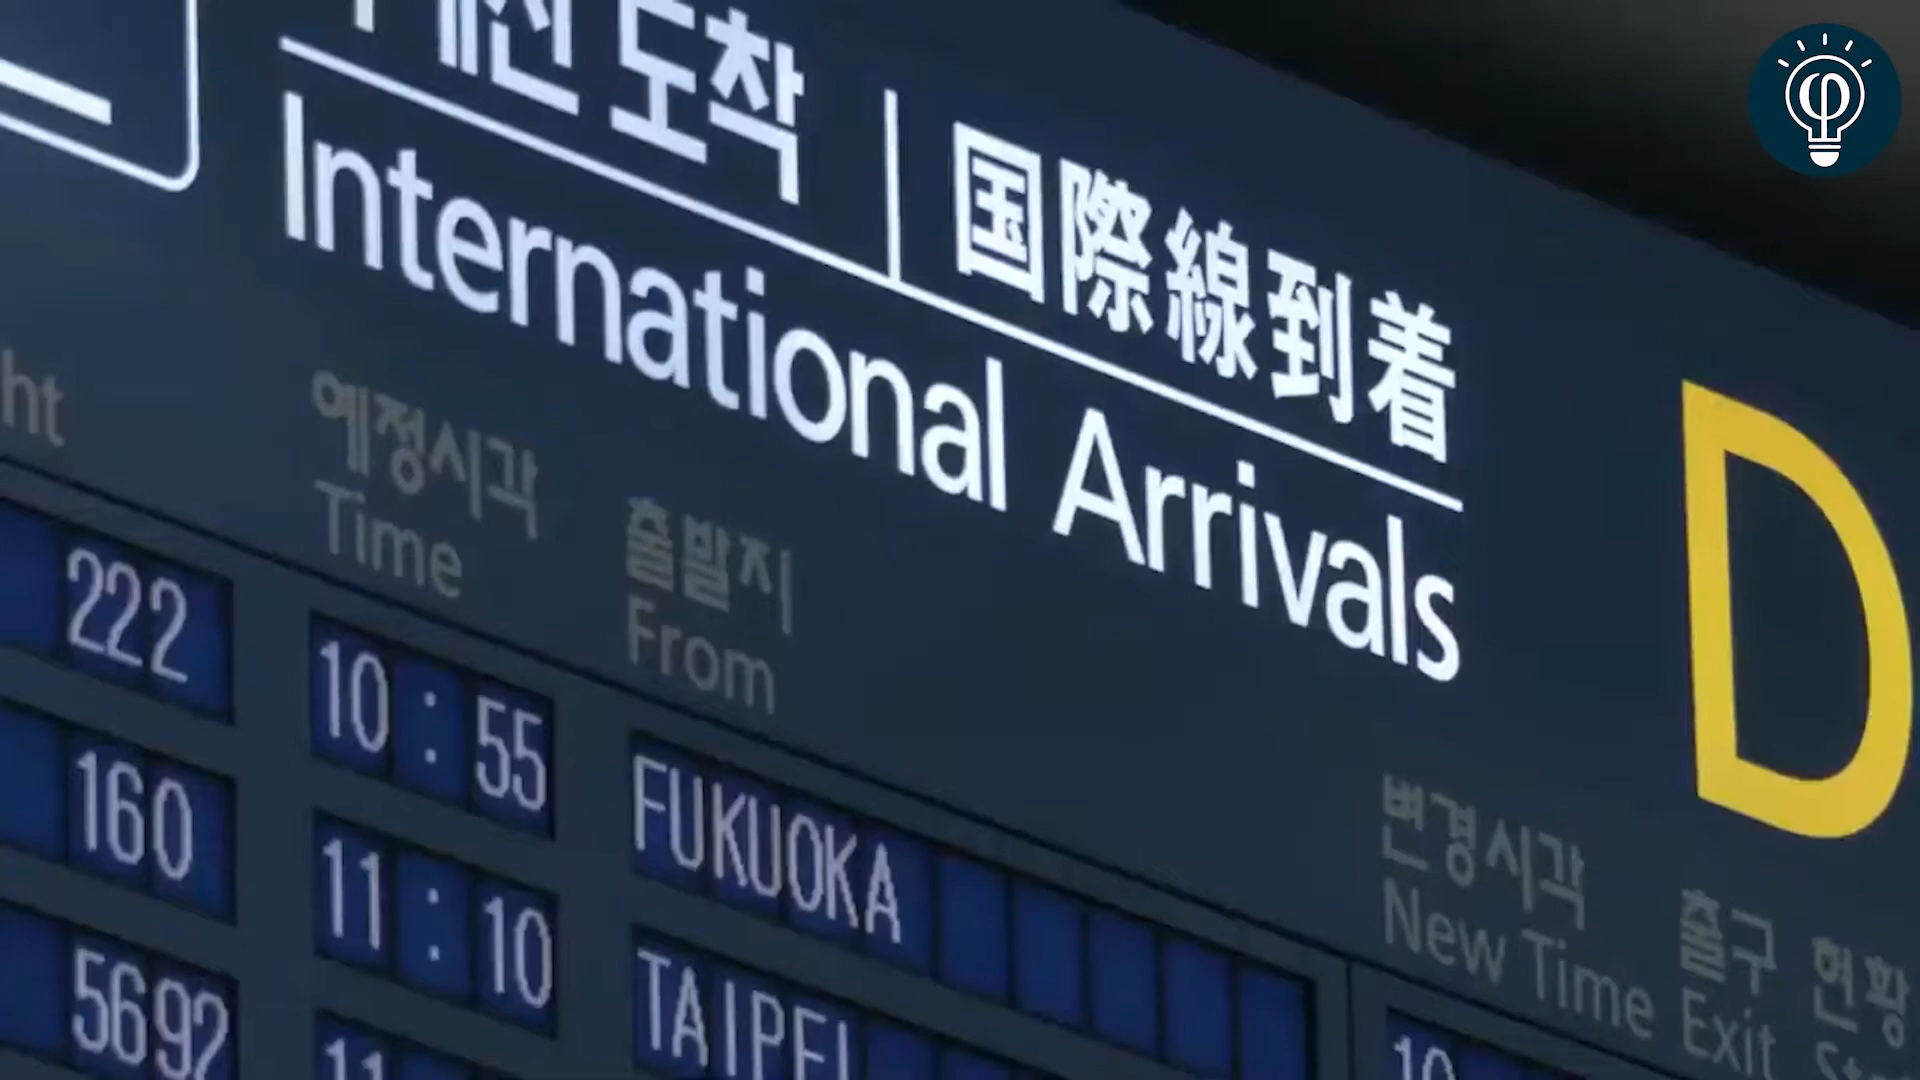 도착
国際線到着
International Arrivals
D
예정시각
Time
출발지
From
변경시각
New Time
출구
Exit
현황
222
10:55
FUKUOKA
160
11:10
TAIPEI
5692
11
10
φ